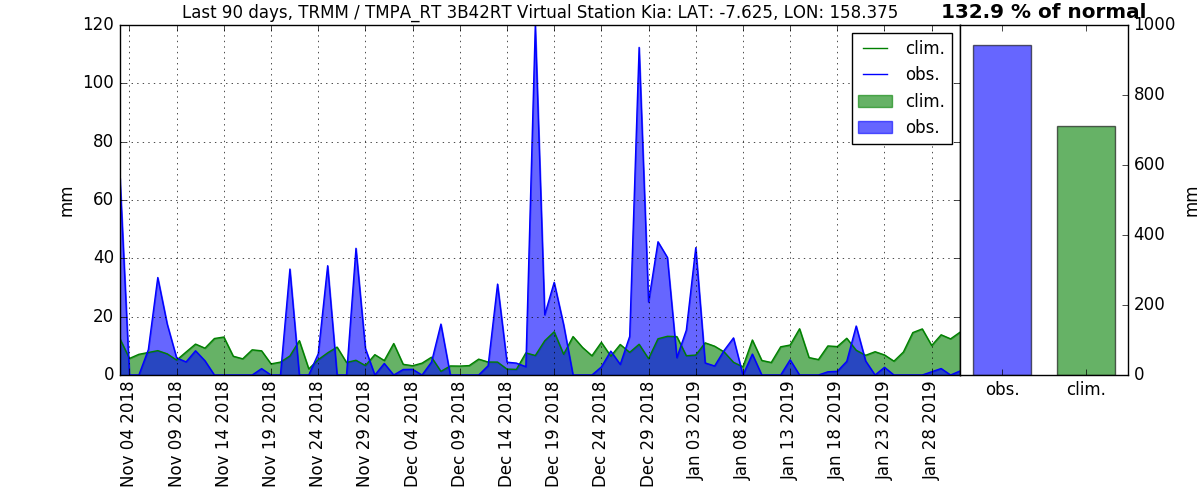 Last 90 days, TRMM / TMPA_RT 3B42RT Virtual Station Kia: LAT: -7.625, LON: 158.375
132.9 % of normal
120
100
80
60
40
20
0
mm
clim.
obs.
clim.
obs.
1000
800
600
400
200
0
mm
obs.
clim.
Nov 04 2018
Nov 09 2018
Nov 14 2018
Nov 19 2018
Nov 24 2018
Nov 29 2018
Dec 04 2018
Dec 09 2018
Dec 14 2018
Dec 19 2018
Dec 24 2018
Dec 29 2018
Jan 03 2019
Jan 08 2019
Jan 13 2019
Jan 18 2019
Jan 23 2019
Jan 28 2019